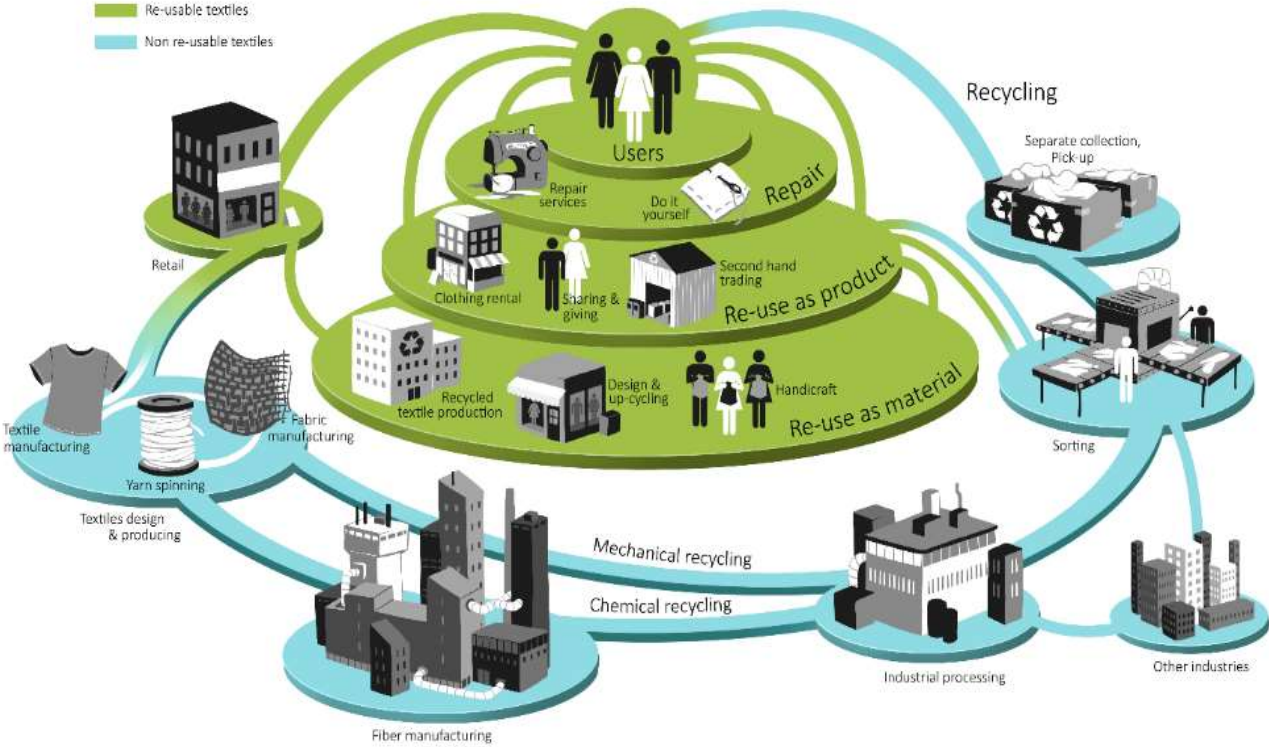 Re-usable textiles
Non re-usable textiles
Users
Recycling
Separate collection,
Pick-up
Repair
services
Do it
yourself
Repair
Retail
Clothing rental
Sharing &
giving
Second hand
trading
Re-use as product
Recycled
textile production
Design &
up-cycling
Handicraft
Re-use as material
Textile
manufacturing
Fabric
manufacturing
Yarn spinning
Textiles design
& producing
Sorting
Mechanical recycling
Chemical recycling
Industrial processing
Other industries
Fiber manufacturing